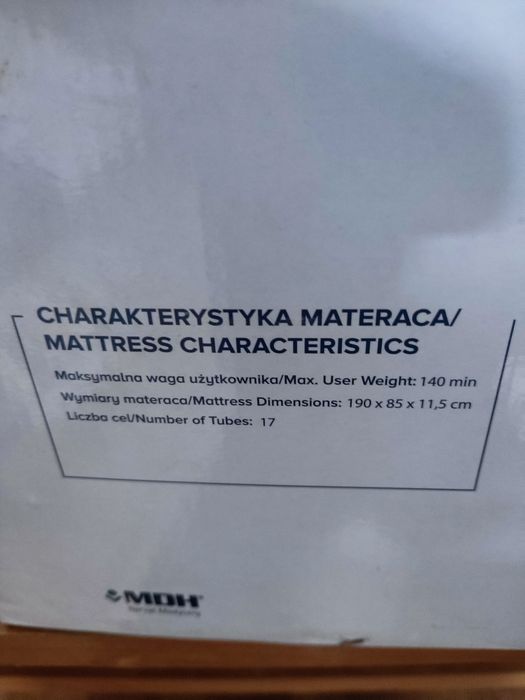 CHARAKTERYSTYKA MATERACA/
MATTRESS CHARACTERISTICS
Maksymalna waga użytkownika/Max. User Weight: 140 min
Wymiary materaca/Mattress Dimensions: 190 x 85 x 11,5 cm
Liczba cel/Number of Tubes: 17
MDH